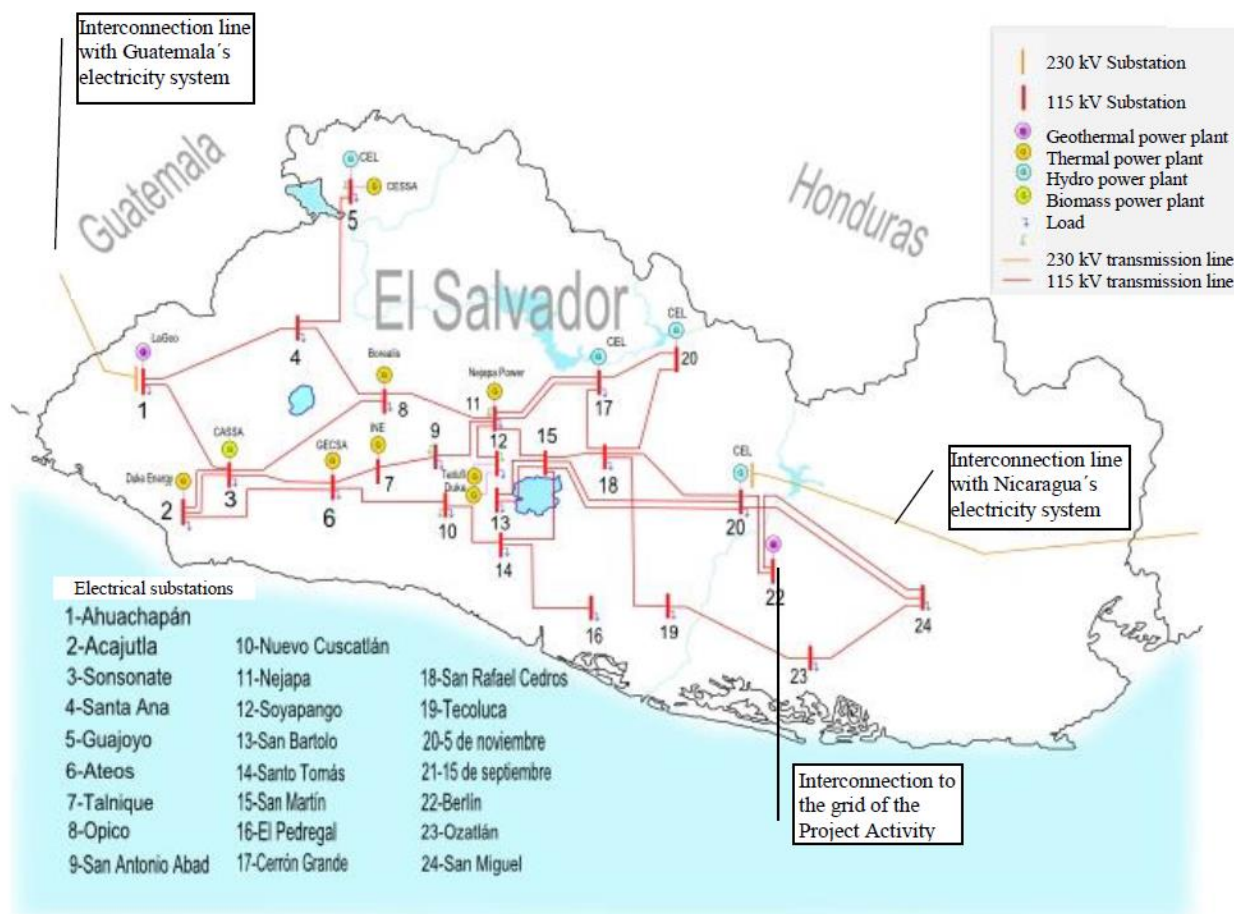 Interconnection line
with Guatemala´s
electricity system
230 kV Substation
115 kV Substation
Geothermal power plant
Thermal power plant
Hydro power plant
Biomass power plant
Load
230 kV transmission line
115 kV transmission line
Guatemala
Honduras
El Salvador
CEL
CESSA
5
LaGeo
1
4
Borealis
8
Nejapa Power
11
12
CEL
17
CEL
20
CASSA
3
GECSA
6
INE
7
9
Duke Energy
2
10
Duke
13
14
15
18
CEL
20
22
16
19
23
24
Interconnection line
with Nicaragua´s
electricity system
Interconnection to
the grid of the
Project Activity
Electrical substations
1-Ahuachapán
2-Acajutla
3-Sonsonate
4-Santa Ana
5-Guajoyo
6-Ateos
7-Talnique
8-Opico
9-San Antonio Abad
10-Nuevo Cuscatlán
11-Nejapa
12-Soyapango
13-San Bartolo
14-Santo Tomás
15-San Martín
16-El Pedregal
17-Cerrón Grande
18-San Rafael Cedros
19-Tecoluca
20-5 de noviembre
21-15 de septiembre
22-Berlín
23-Ozatlán
24-San Miguel